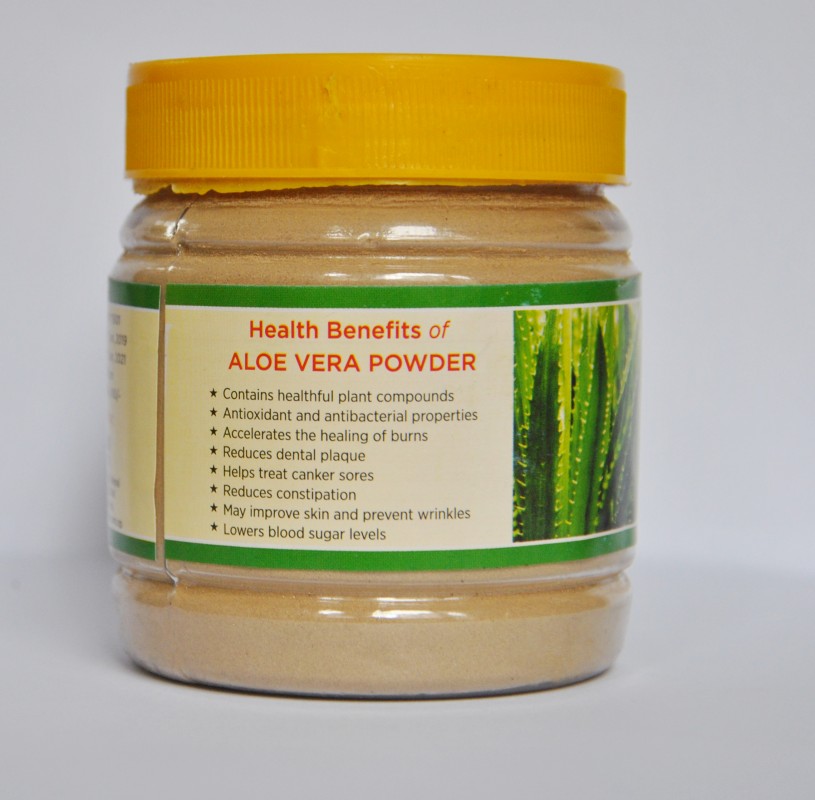 Health Benefits of
ALOE VERA POWDER
★ Contains healthful plant compounds
★ Antioxidant and antibacterial properties
★ Accelerates the healing of burns
★ Reduces dental plaque
★ Helps treat canker sores
★ Reduces constipation
★ May improve skin and prevent wrinkles
★ Lowers blood sugar levels
2019
2021